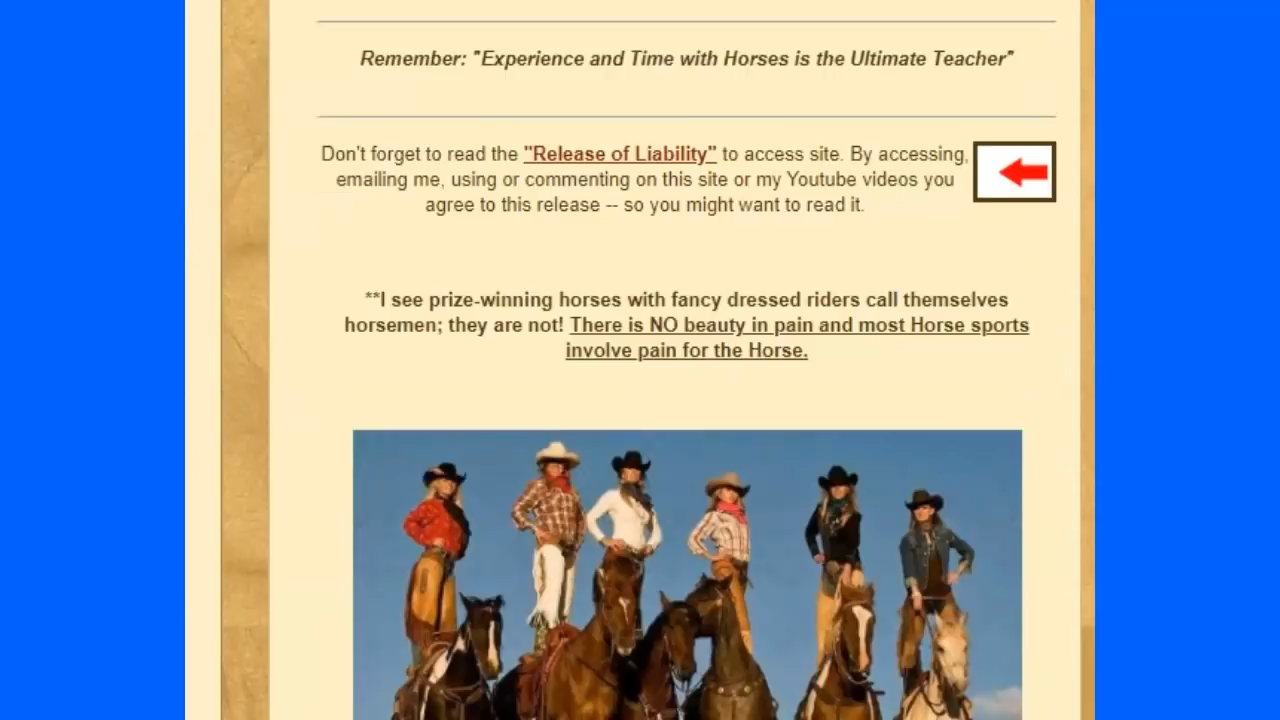 Remember: "Experience and Time with Horses is the Ultimate Teacher"
Don't forget to read the "Release of Liability" to access site. By accessing,
emailing me, using or commenting on this site or my Youtube videos you
agree to this release -- so you might want to read it.
**I see prize-winning horses with fancy dressed riders call themselves
horsemen; they are not! There is NO beauty in pain and most Horse sports
involve pain for the Horse.